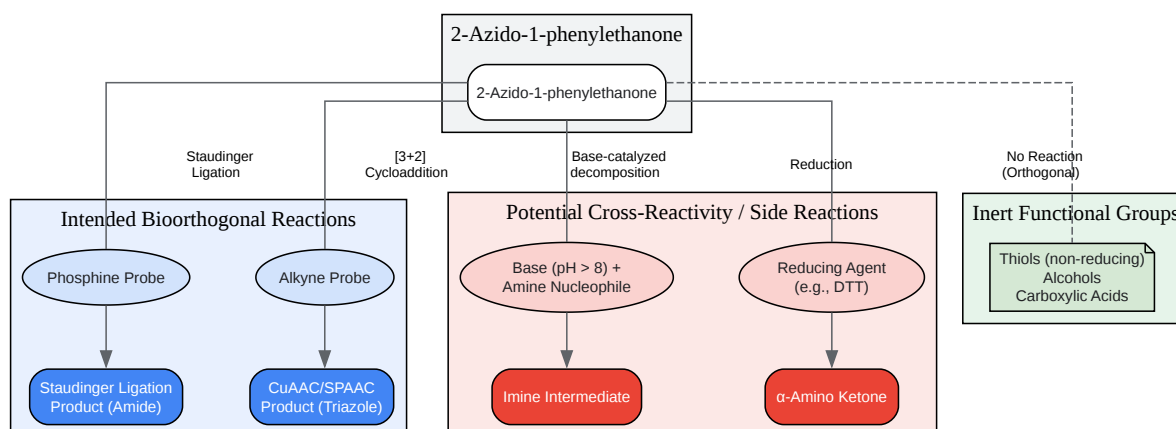 2-Azido-1-phenylethanone
2-Azido-1-phenylethanone
Staudinger
Ligation
[3+2]
Cycloaddition
Base-catalyzed
decomposition
Reduction
No Reaction
(Orthogonal)
Intended Bioorthogonal Reactions
Phosphine Probe
Alkyne Probe
Staudinger Ligation
Product (Amide)
CuAAC/SPAAC
Product (Triazole)
Potential Cross-Reactivity / Side Reactions
Base (pH > 8) +
Amine Nucleophile
Reducing Agent
(e.g., DTT)
Imine Intermediate
α-Amino Ketone
Inert Functional Groups
Thiols (non-reducing)
Alcohols
Carboxylic Acids